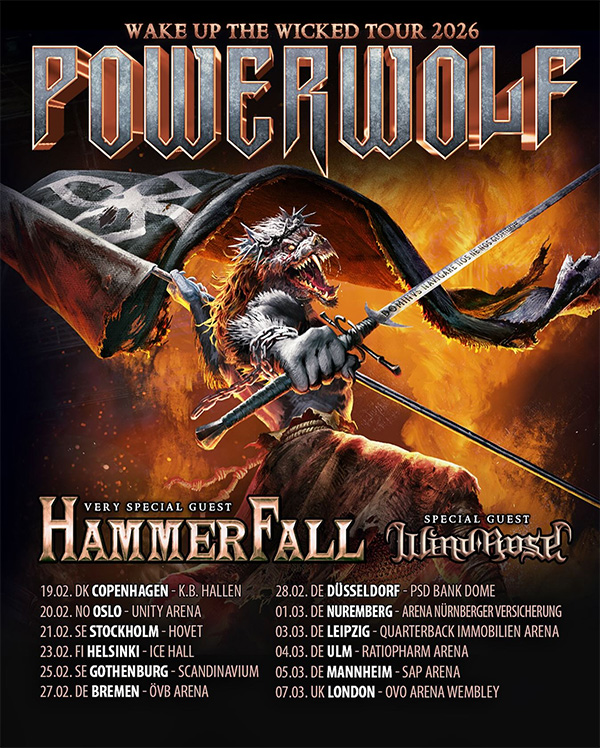 WAKE UP THE WICKED TOUR 2026
POWERWOLF
VERY SPECIAL GUEST
HAMMERFALL
SPECIAL GUEST
WIND ROSE
19.02. DK COPENHAGEN - K.B. HALLEN
20.02. NO OSLO - UNITY ARENA
21.02. SE STOCKHOLM - HOVET
23.02. FI HELSINKI - ICE HALL
25.02. SE GOTHENBURG - SCANDINAVIUM
27.02. DE BREMEN - ÖVB ARENA
28.02. DE DÜSSELDORF - PSD BANK DOME
01.03. DE NUREMBERG - ARENA NÜRNBERGER VERSICHERUNG
03.03. DE LEIPZIG - QUARTERBACK IMMOBILIEN ARENA
04.03. DE ULM - RATIOPHARM ARENA
05.03. DE MANNHEIM - SAP ARENA
07.03. UK LONDON - OVO ARENA WEMBLEY